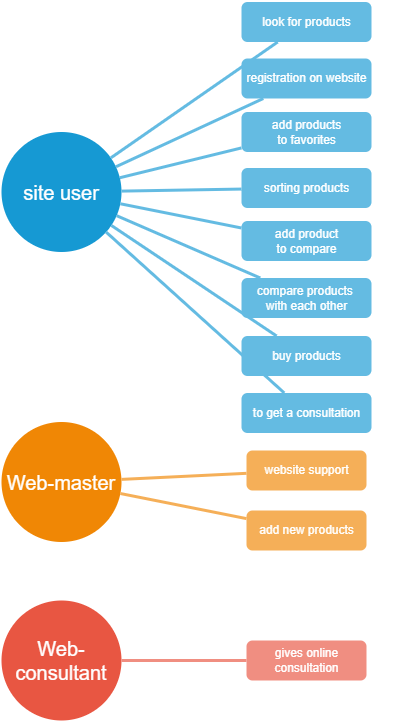 look for products
registration on website
add products
to favorites
site user
sorting products
add product
to compare
compare products
with each other
buy products
to get a consultation
Web-master
website support
add new products
Web-
consultant
gives online
consultation